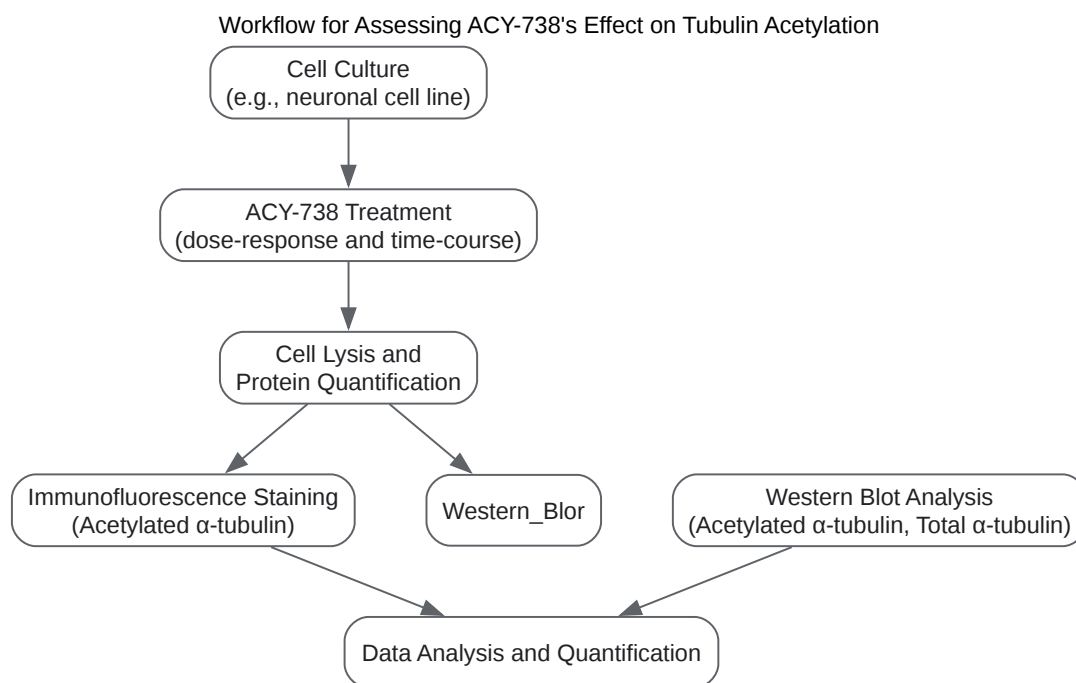 Workflow for Assessing ACY-738's Effect on Tubulin Acetylation
Cell Culture
(e.g., neuronal cell line)
ACY-738 Treatment
(dose-response and time-course)
Cell Lysis and
Protein Quantification
Immunofluorescence Staining
(Acetylated α-tubulin)
Western_Blor
Western Blot Analysis
(Acetylated α-tubulin, Total α-tubulin)
Data Analysis and Quantification